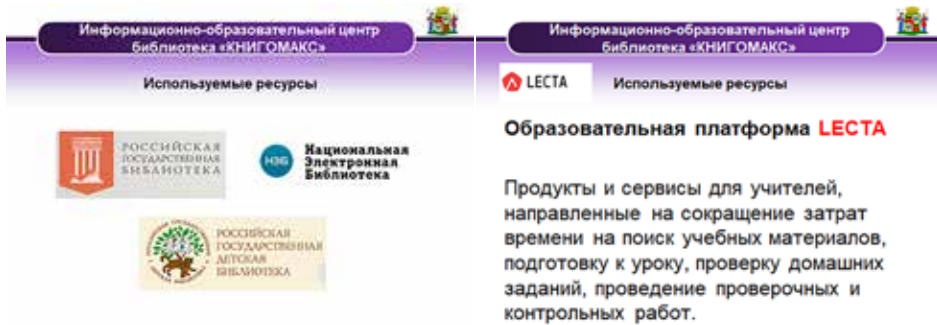 Информационно-образовательный центр
библиотека «КНИГОМАКС»
Используемые ресурсы
РОССИЙСКАЯ
ГОСУДАРСТВЕННАЯ
БИБЛИОТЕКА
НЭБ
Национальная
Электронная
Библиотека
РОССИЙСКАЯ
ГОСУДАРСТВЕННАЯ
ДЕТСКАЯ
БИБЛИОТЕКА
Информационно-образовательный центр
библиотека «КНИГОМАКС»
LECTA
Используемые ресурсы
Образовательная платформа LECTA
Продукты и сервисы для учителей,
направленные на сокращение затрат
времени на поиск учебных материалов,
подготовку к уроку, проверку домашних
заданий, проведение проверочных и
контрольных работ.